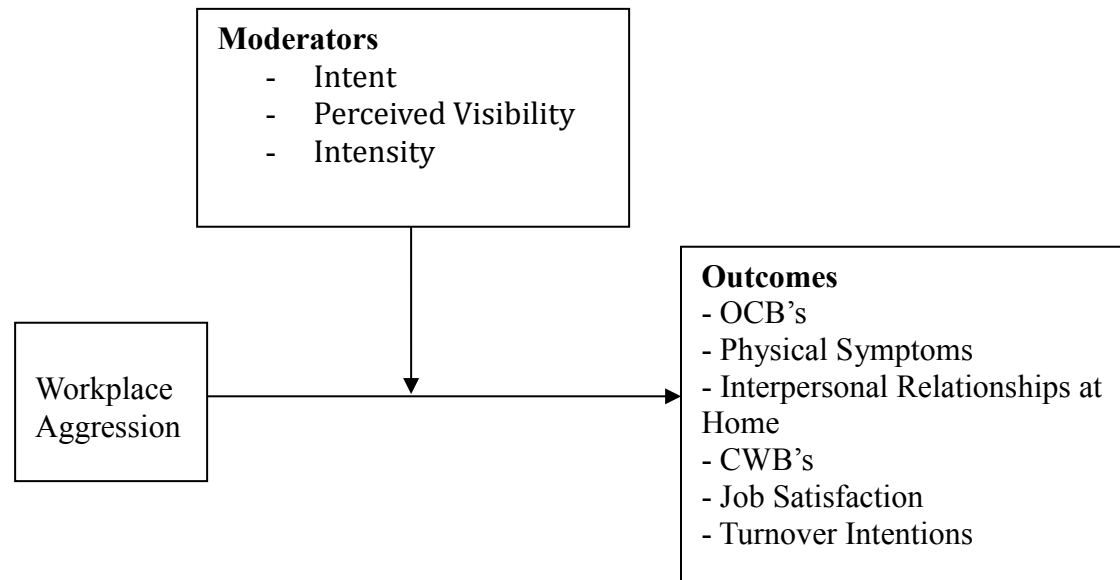 Moderators
- Intent
- Perceived Visibility
- Intensity
Outcomes
- OCB’s
- Physical Symptoms
- Interpersonal Relationships at
Home
- CWB’s
- Job Satisfaction
- Turnover Intentions
Workplace
Aggression